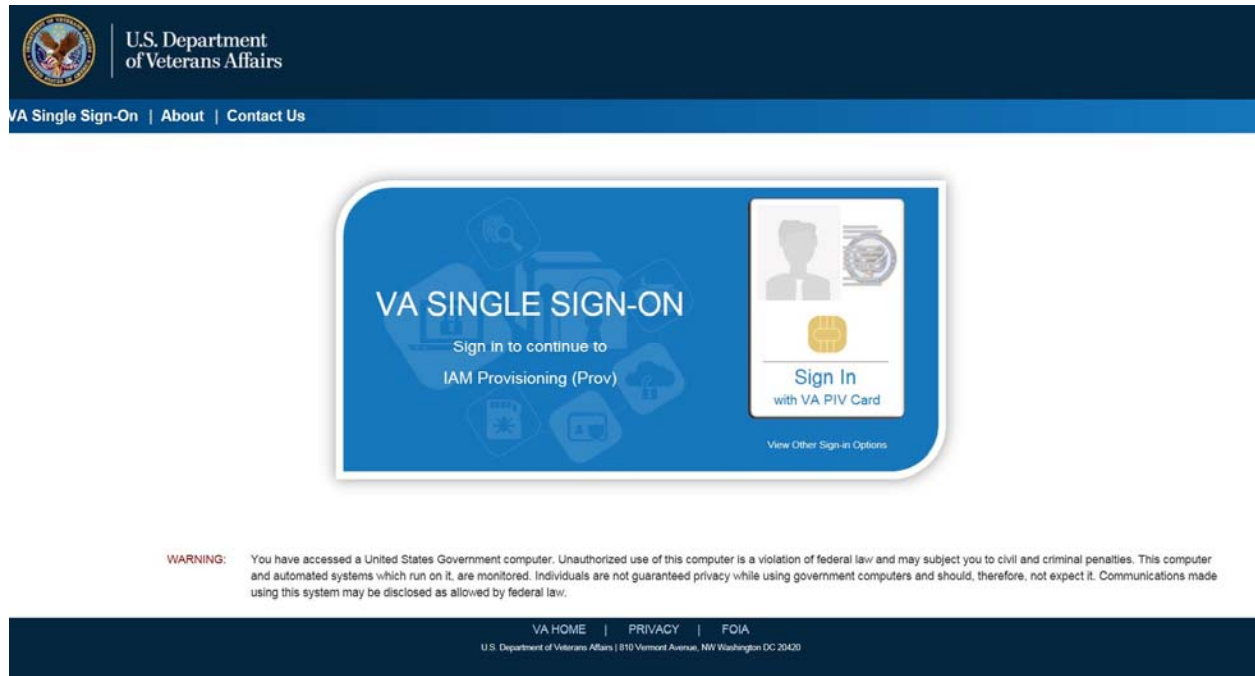 U.S. Department
of Veterans Affairs
VA Single Sign-On | About | Contact Us
VA SINGLE SIGN-ON
Sign in to continue to
IAM Provisioning (Prov)
Sign In
with VA PIV Card
View Other Sign-in Options
WARNING: You have accessed a United States Government computer. Unauthorized use of this computer is a violation of federal law and may subject you to civil and criminal penalties. This computer
and automated systems which run on it, are monitored. Individuals are not guaranteed privacy while using government computers and should, therefore, not expect it. Communications made
using this system may be disclosed as allowed by federal law.
VA HOME | PRIVACY | FOIA
U.S. Department of Veterans Affairs | 810 Vermont Avenue, NW Washington DC 20420